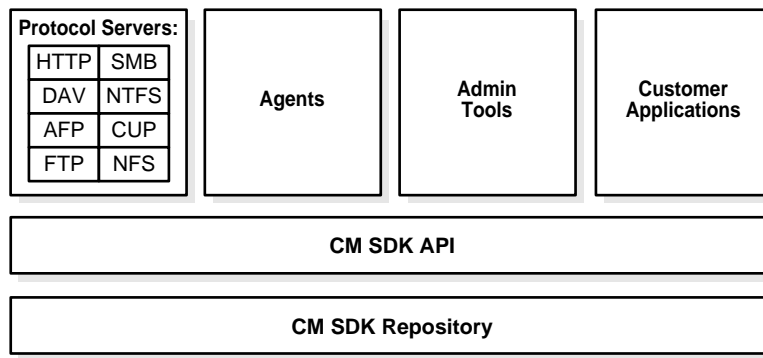 Protocol Servers:
HTTP SMB
DAV NTFS
AFP CUP
FTP NFS
Agents
Admin
Tools
Customer
Applications
CM SDK API
CM SDK Repository